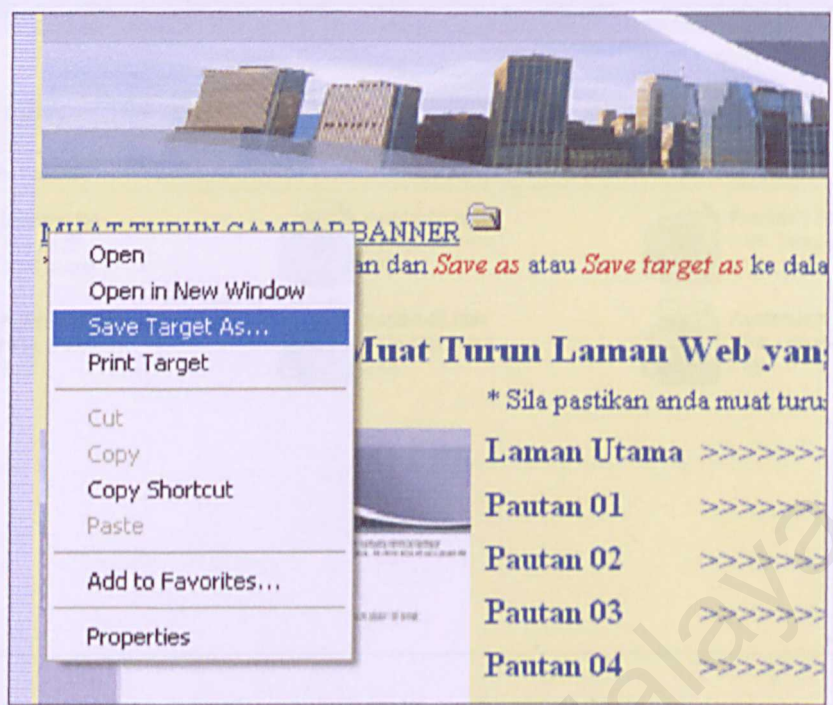 MUAT TURUN GAMBAR BANNER
an dan Save as atau Save target as ke dala
Open
Open in New Window
Save Target As...
Print Target
Cut
Copy
Copy Shortcut
Paste
Add to Favorites...
Properties
Muat Turun Laman Web yang
* Sila pastikan anda muat turu
Laman Utama >>>>>>>
Pautan 01 >>>>>>>
Pautan 02 >>>>>>>
Pautan 03 >>>>>>>
Pautan 04 >>>>>>>
alaya